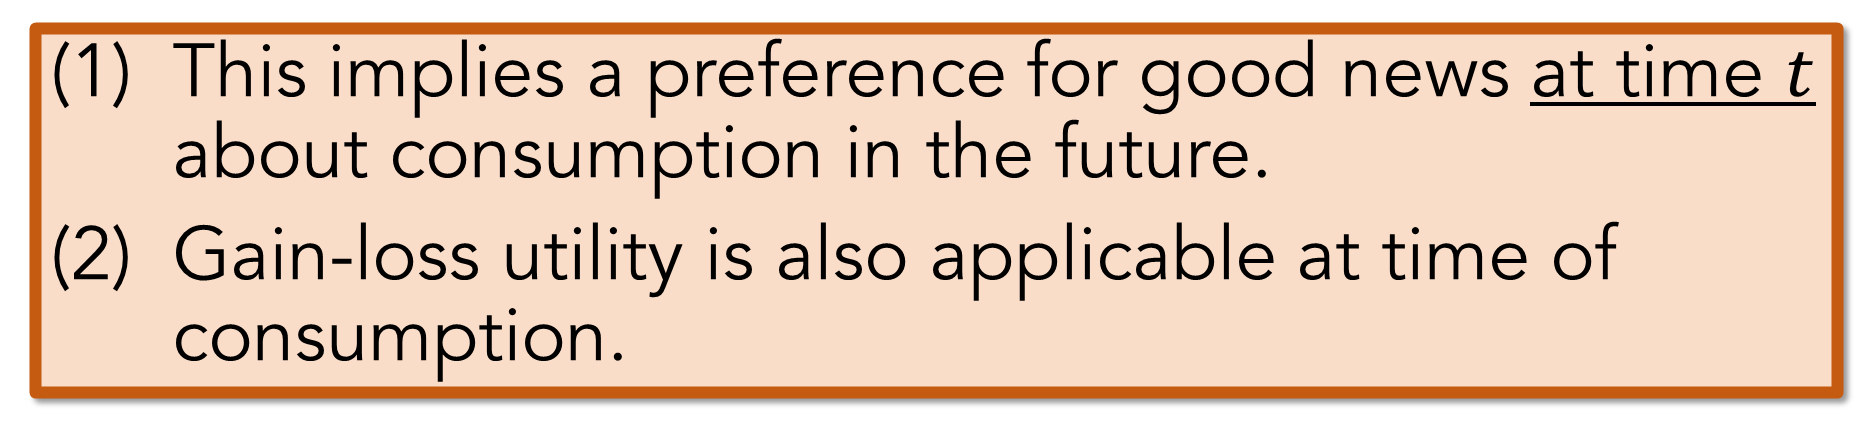 (1) This implies a preference for good news at time t
about consumption in the future.
(2) Gain-loss utility is also applicable at time of
consumption.